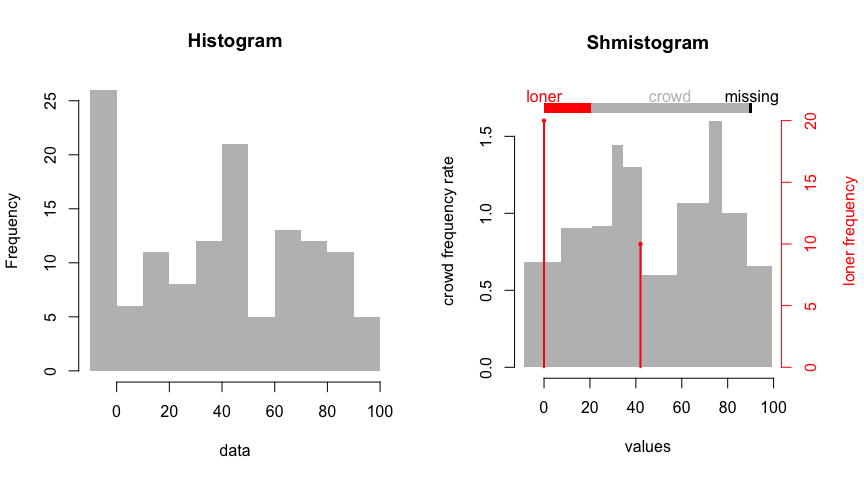 Histogram
Frequency
0
5
10
15
20
25
0 20 40 60 80 100
data
Shmistogram
loner crowd missing
crowd frequency rate
0.0
0.5
1.0
1.5
0 20 40 60 80 100
values
0
5
10
15
20
loner frequency